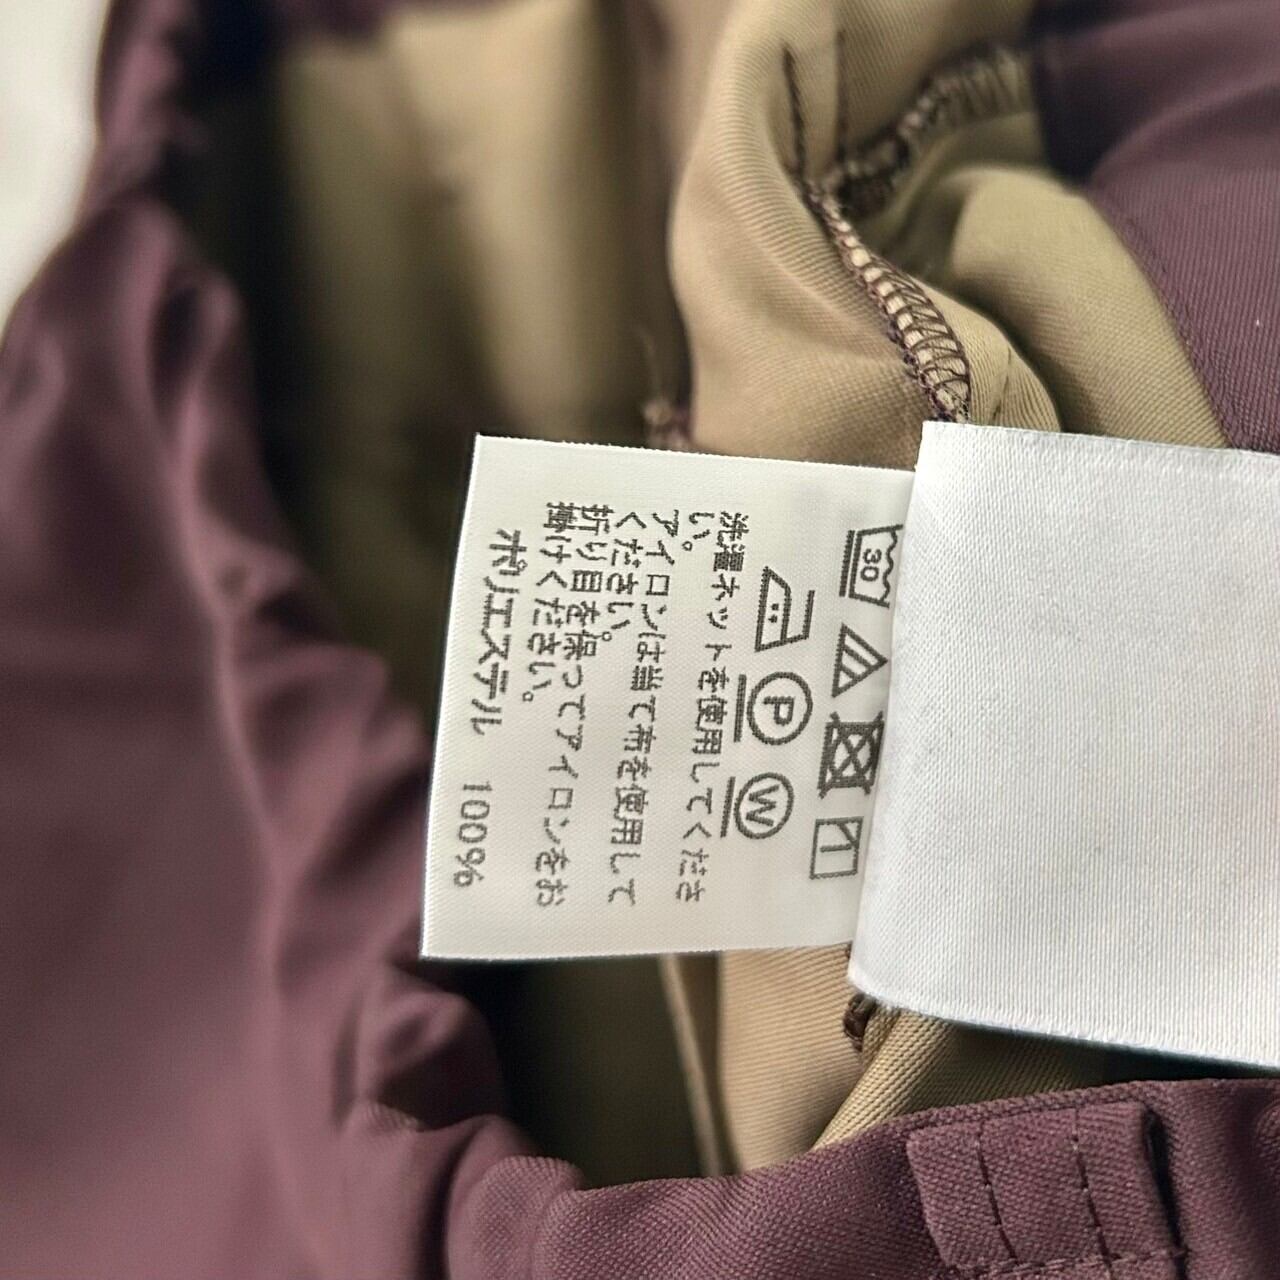 30
P
W
洗濯ネットを使用してくださ
い。
アイロンは当て布を使用して
ください。
折り目を保ってアイロンをお
掛けください。
ポリエステル 100%